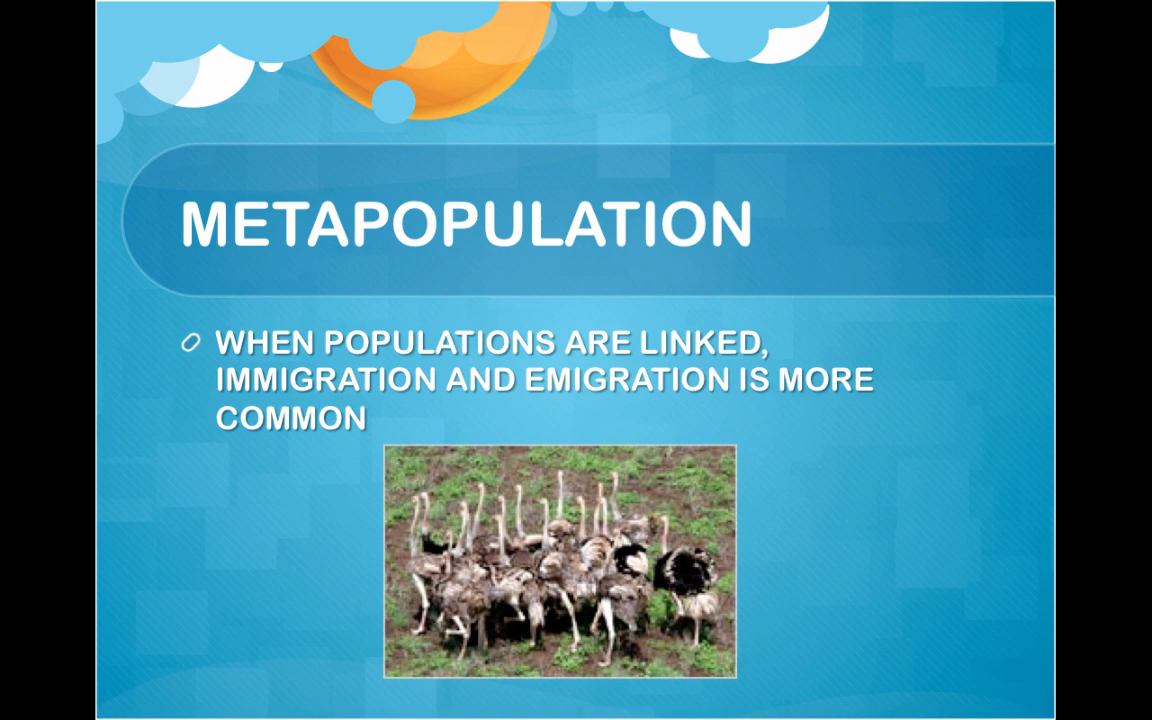 METAPOPULATION
WHEN POPULATIONS ARE LINKED,
IMMIGRATION AND EMIGRATION IS MORE
COMMON